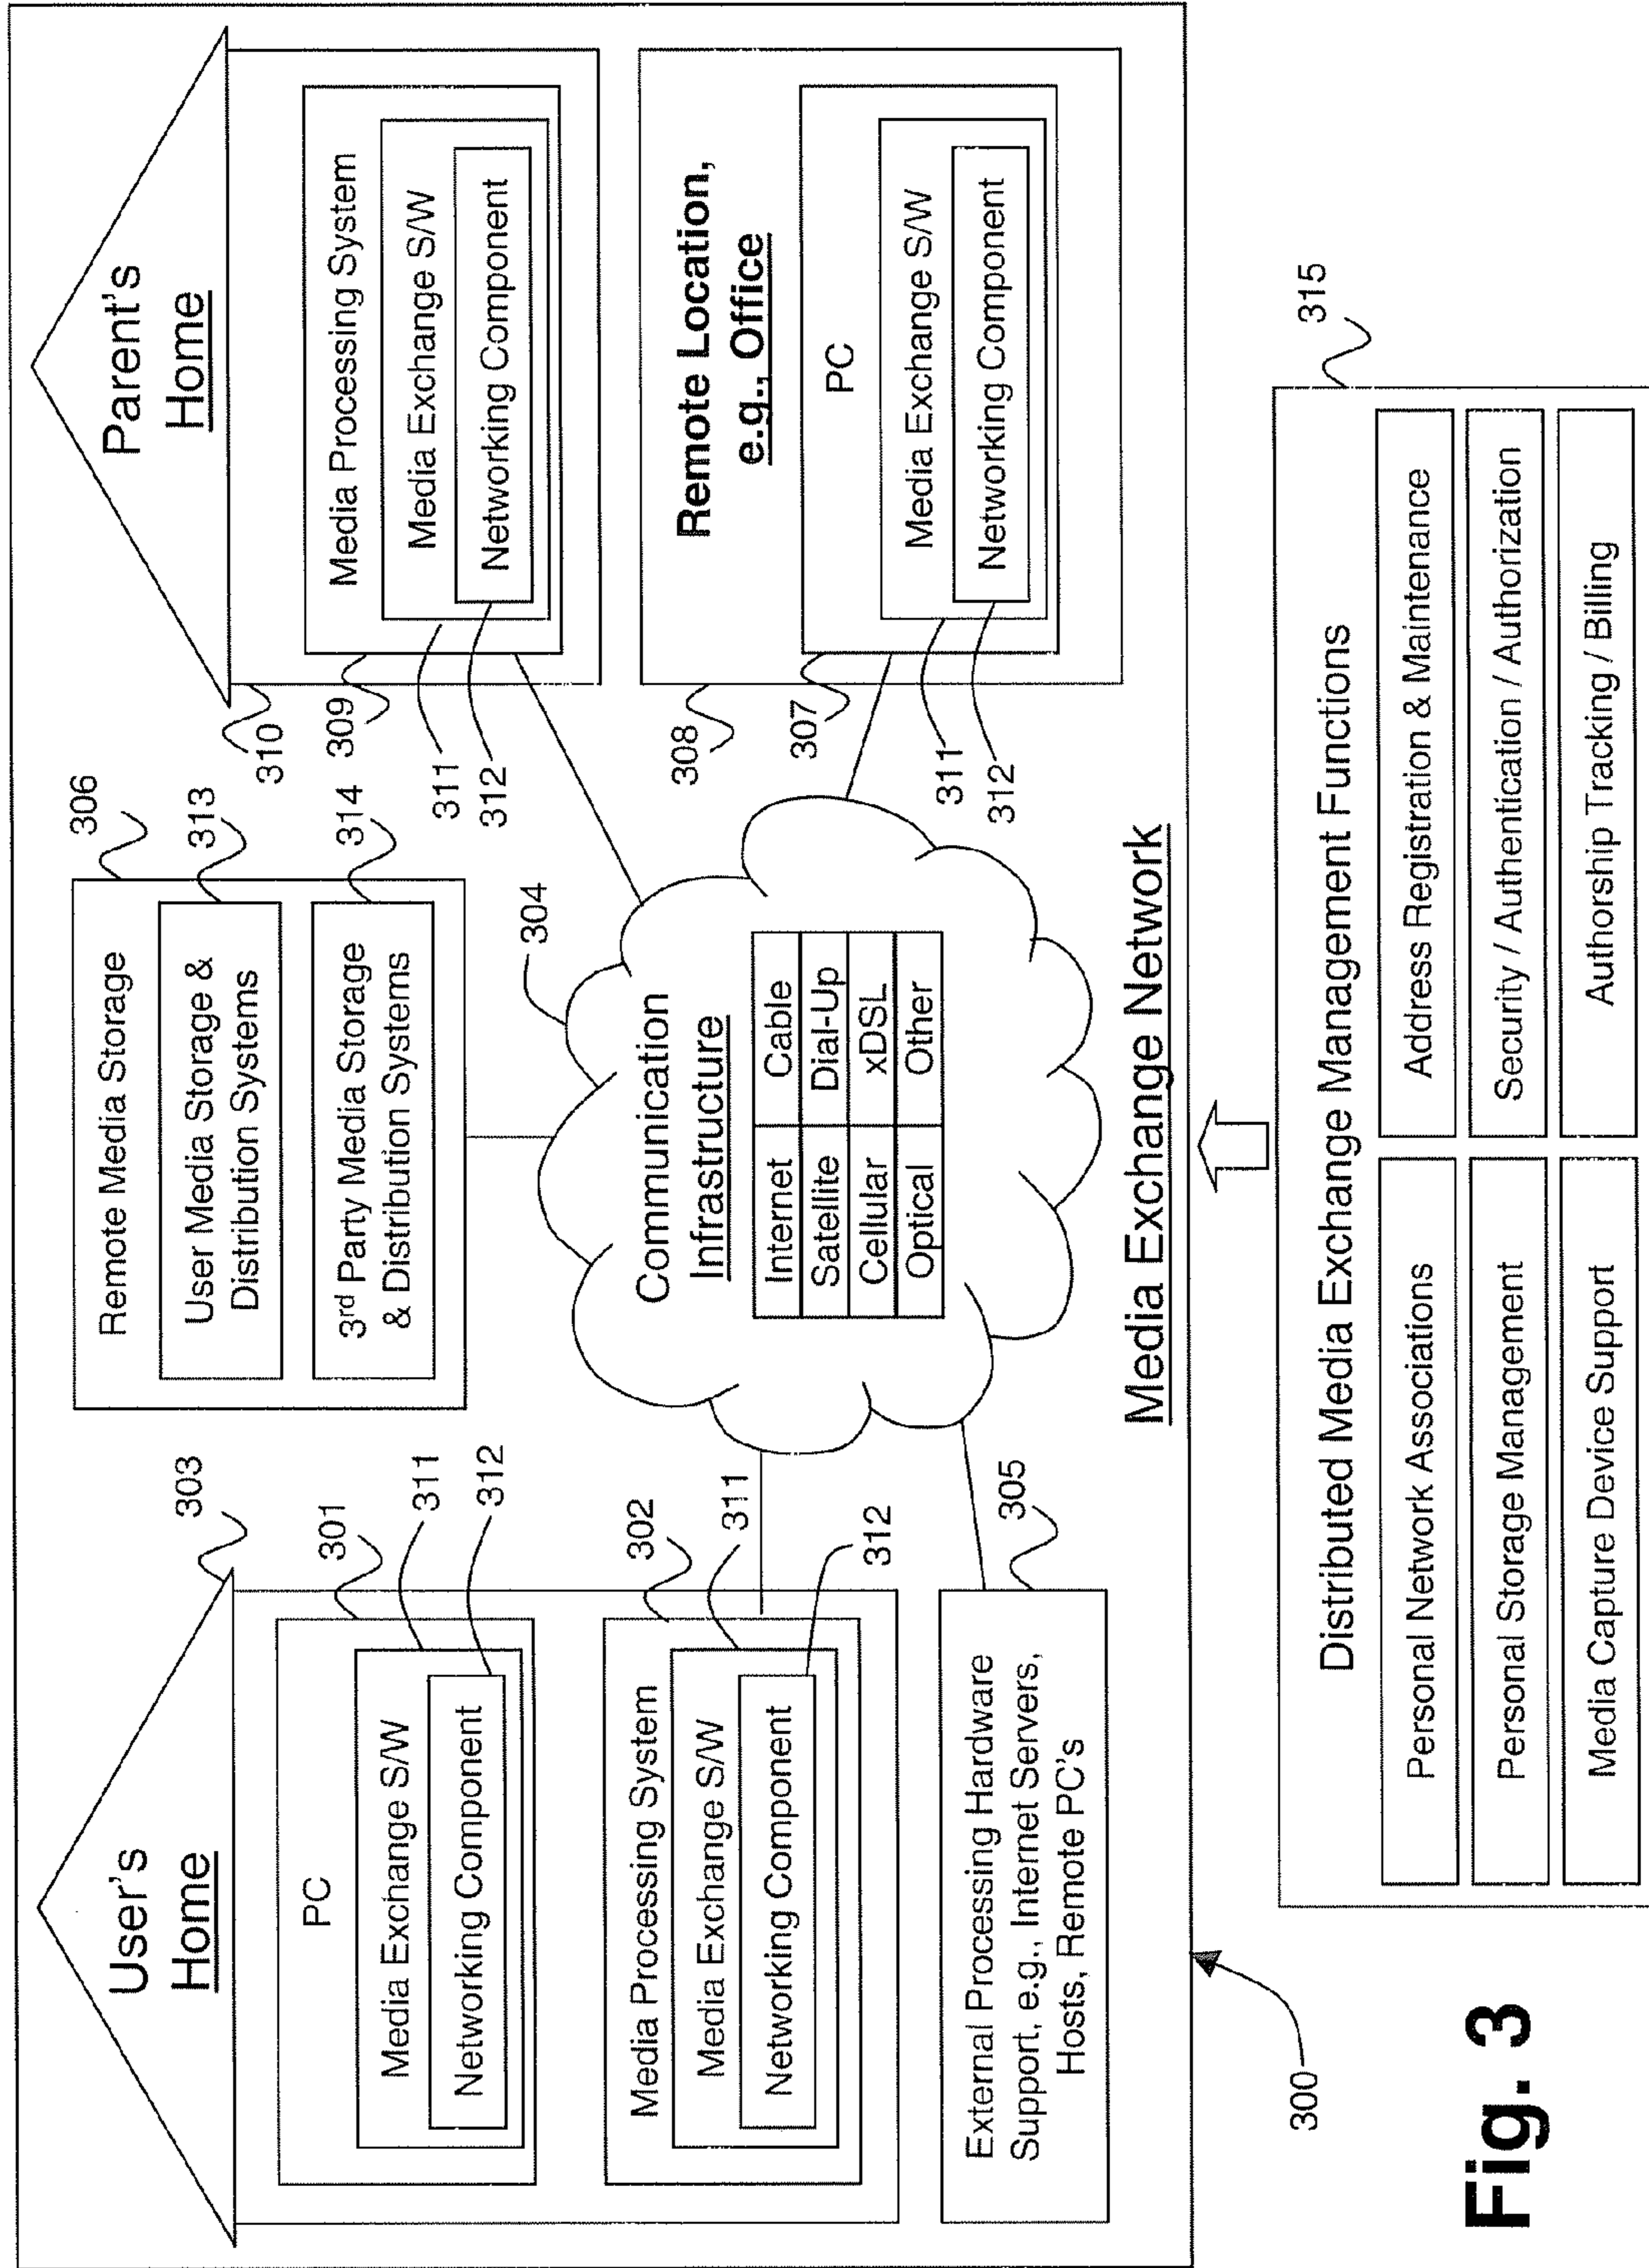 User's
Home
303
PC
301
Media Exchange S/W
311
Networking Component
312
Media Processing System
302
Media Exchange S/W
311
Networking Component
312
External Processing Hardware
Support, e.g., Internet Servers,
Hosts, Remote PC's
305
Remote Media Storage
306
User Media Storage &
Distribution Systems
313
3rd Party Media Storage
& Distribution Systems
314
304
Communication
Infrastructure
Internet Cable
Satellite Dial-Up
Cellular xDSL
Optical Other
Parent's
Home
310
Media Processing System
309
Media Exchange S/W
311
Networking Component
312
Remote Location,
e.g., Office
308
PC
307
Media Exchange S/W
311
Networking Component
312
Media Exchange Network
300
Distributed Media Exchange Management Functions
315
Personal Network Associations
Address Registration & Maintenance
Personal Storage Management
Security / Authentication / Authorization
Media Capture Device Support
Authorship Tracking / Billing
Fig. 3